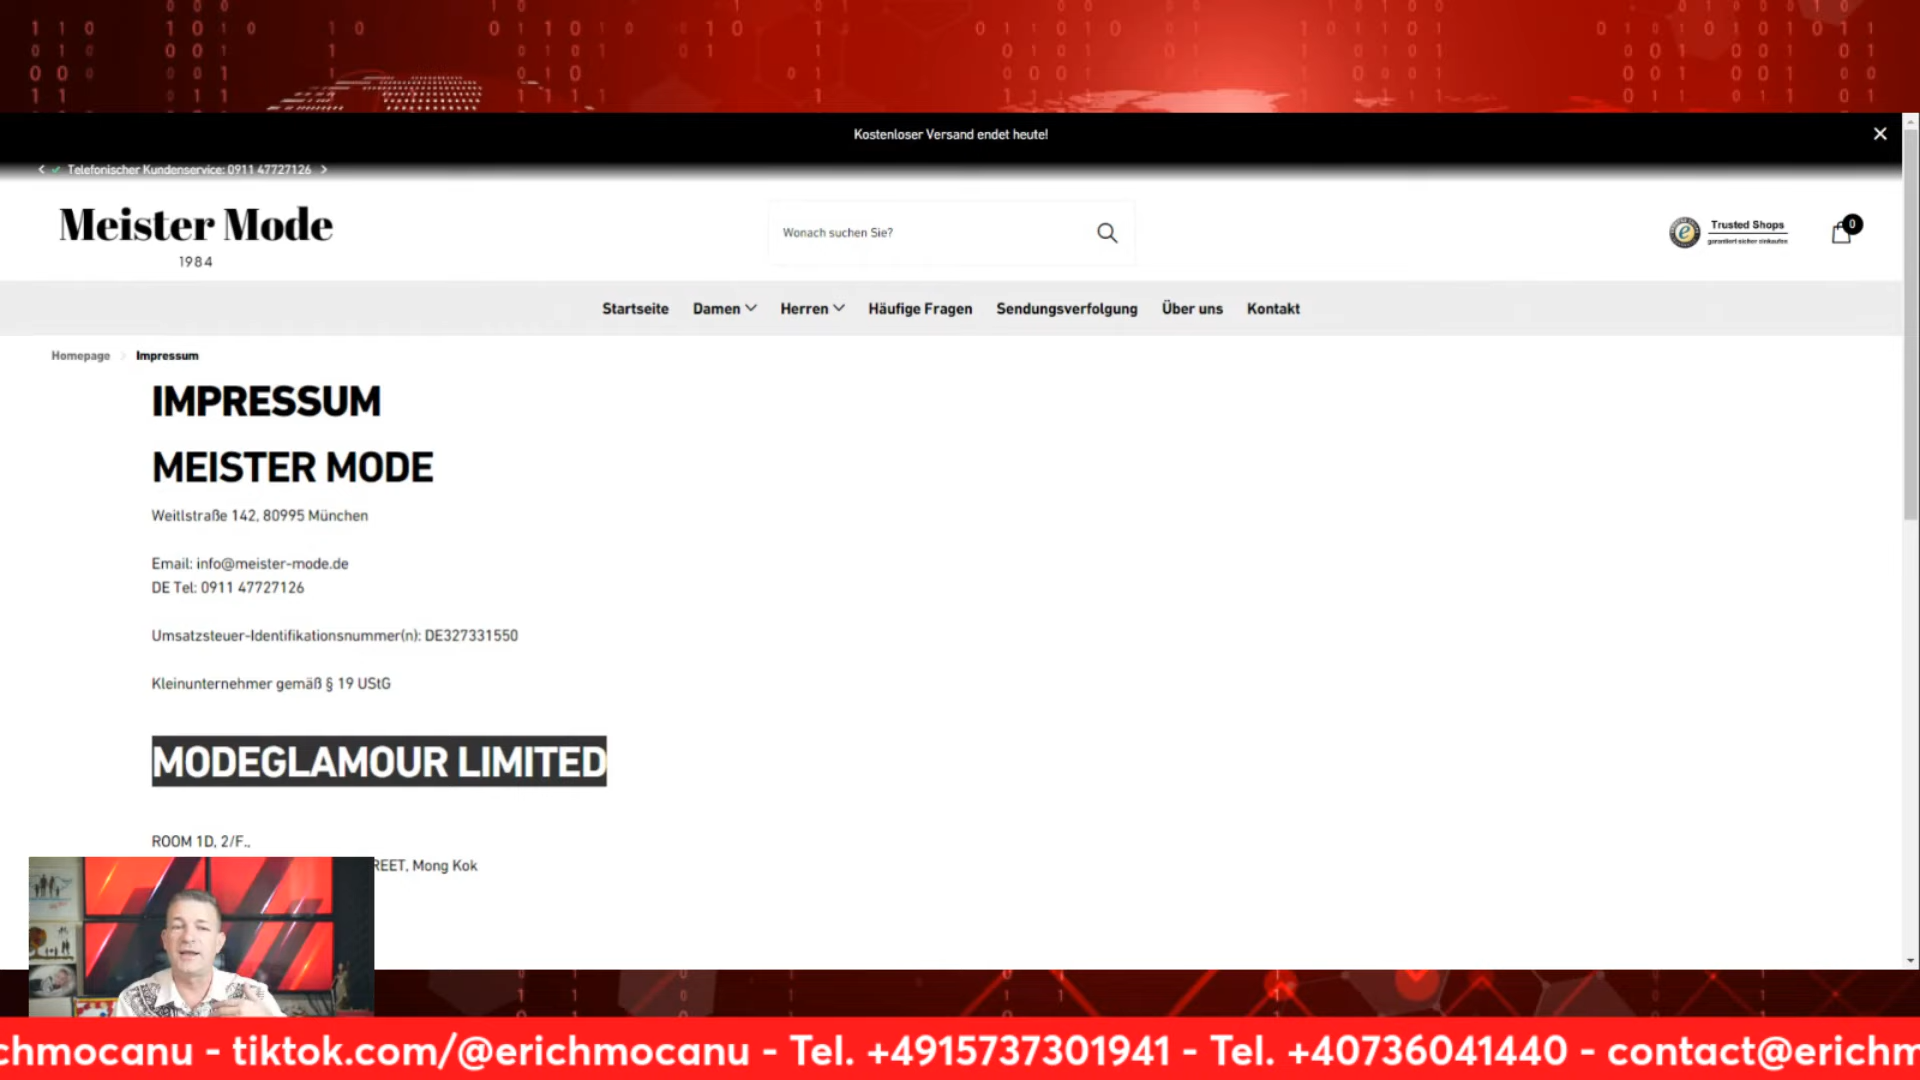 Kostenloser Versand endet heute!
Telefonischer Kundenservice: 0911 47727126
Meister Mode
1984
Wonach suchen Sie?
Trusted Shops
garantiert sicher einkaufen
0
Startseite Damen Herren Häufige Fragen Sendungsverfolgung Über uns Kontakt
Homepage Impressum
IMPRESSUM
MEISTER MODE
Weitlstraße 142, 80995 München
Email: info@meister-mode.de
DE Tel: 0911 47727126
Umsatzsteuer-Identifikationsnummer(n): DE327331550
Kleinunternehmer gemäß § 19 UStG
MODEGLAMOUR LIMITED
ROOM 1D, 2/F.,
REET, Mong Kok
chmocanu - tiktok.com/@erichmocanu - Tel. +4915737301941 - Tel. +40736041440 - contact@erichm